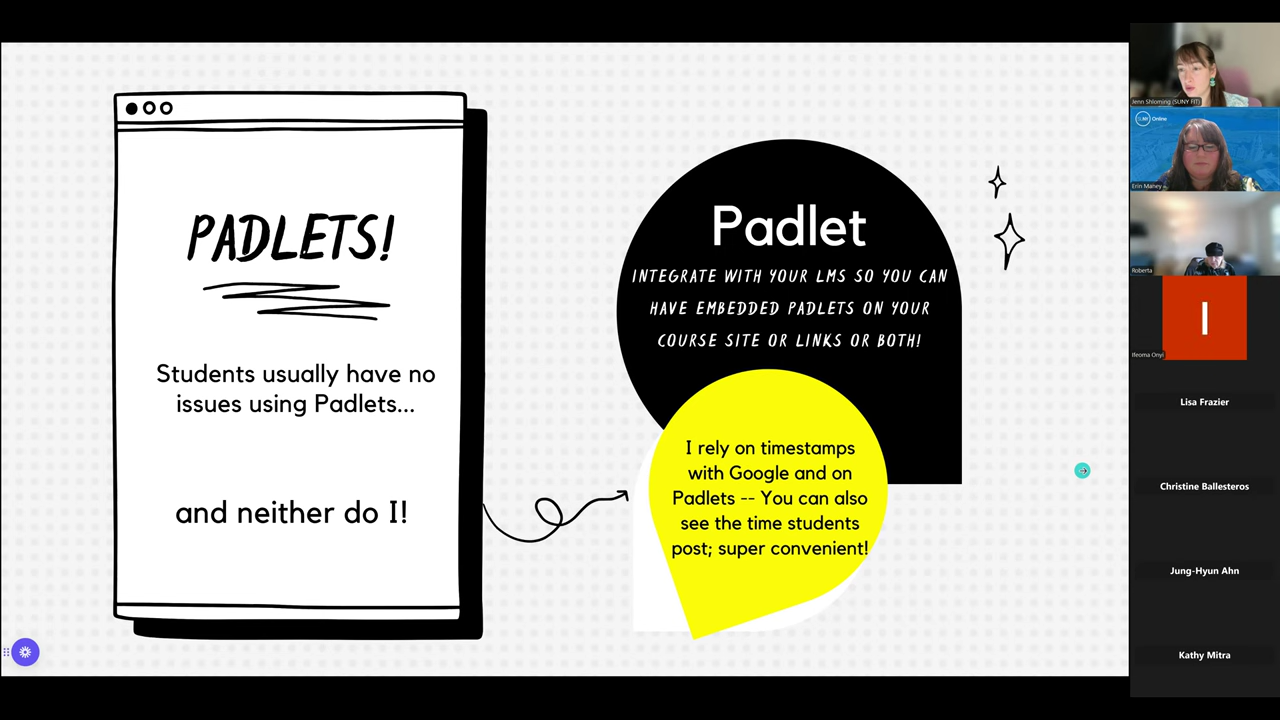 PADLETS!
Students usually have no
issues using Padlets...
and neither do I!
Padlet
INTEGRATE WITH YOUR LMS SO YOU CAN
HAVE EMBEDDED PADLETS ON YOUR
COURSE SITE OR LINKS OR BOTH!
I rely on timestamps
with Google and on
Padlets -- You can also
see the time students
post; super convenient!
Jenn Shloming (SUNY FIT)
Online
Erin Maney
Roberta
I
Ifeoma Onyi
Lisa Frazier
Christine Ballesteros
Jung-Hyun Ahn
Kathy Mitra